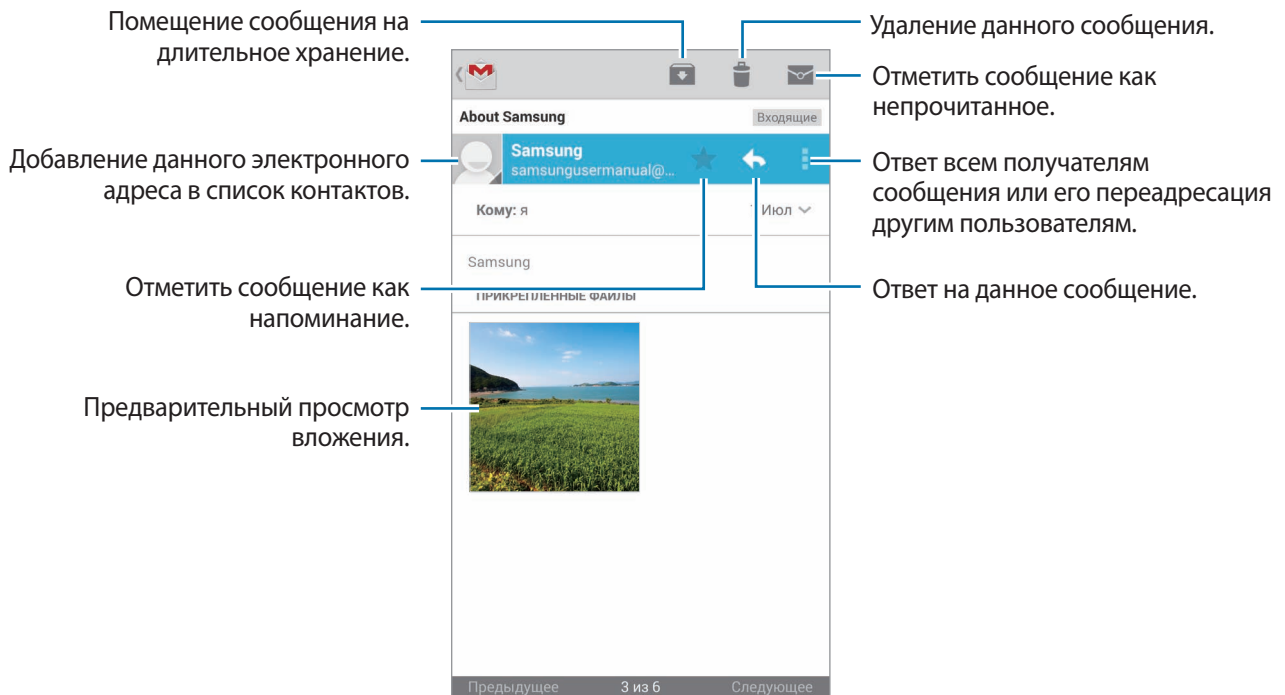 Помещение сообщения на
длительное хранение.
Удаление данного сообщения.
Отметить сообщение как
непрочитанное.
About Samsung
Входящие
Samsung
samsungusermanual@...
Добавление данного электронного
адреса в список контактов.
Ответ всем получателям
сообщения или его переадресация
другим пользователям.
Кому: я
Июл
Samsung
Отметить сообщение как
напоминание.
ПРИКРЕПЛЕННЫЕ ФАЙЛЫ
Ответ на данное сообщение.
Предварительный просмотр
вложения.
Предыдущее 3 из 6 Следующее